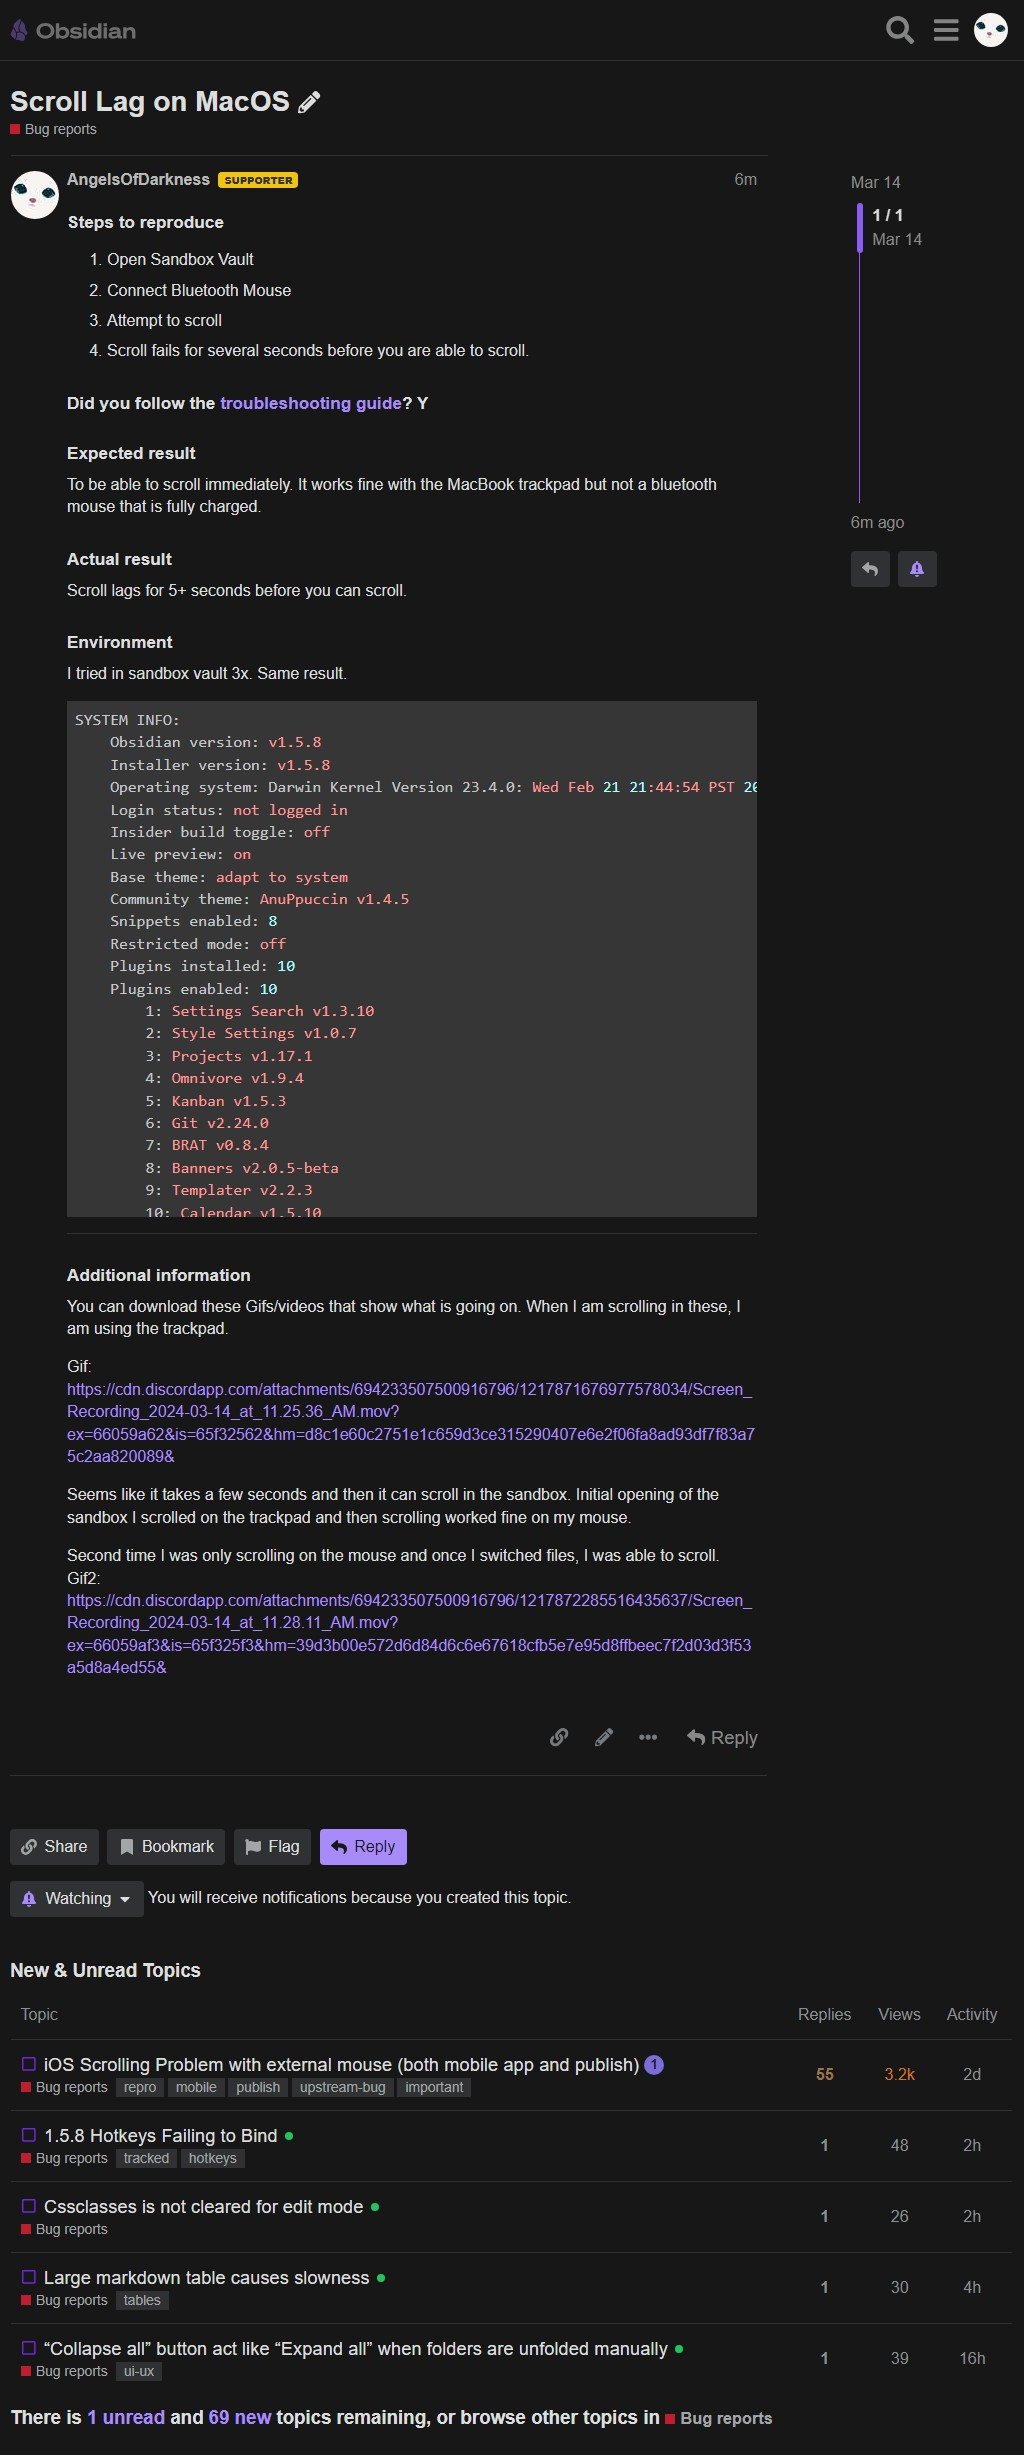 Obsidian
Scroll Lag on MacOS
Bug reports
AngelsOfDarkness SUPPORTER 6m
Steps to reproduce
1. Open Sandbox Vault
2. Connect Bluetooth Mouse
3. Attempt to scroll
4. Scroll fails for several seconds before you are able to scroll.
Did you follow the troubleshooting guide? Y
Expected result
To be able to scroll immediately. It works fine with the MacBook trackpad but not a bluetooth
mouse that is fully charged.
Actual result
Scroll lags for 5+ seconds before you can scroll.
Environment
I tried in sandbox vault 3x. Same result.
SYSTEM INFO:
Obsidian version: v1.5.8
Installer version: v1.5.8
Operating system: Darwin Kernel Version 23.4.0: Wed Feb 21 21:44:54 PST 20
Login status: not logged in
Insider build toggle: off
Live preview: on
Base theme: adapt to system
Community theme: AnuPpuccin v1.4.5
Snippets enabled: 8
Restricted mode: off
Plugins installed: 10
Plugins enabled: 10
1: Settings Search v1.3.10
2: Style Settings v1.0.7
3: Projects v1.17.1
4: Omnivore v1.9.4
5: Kanban v1.5.3
6: Git v2.24.0
7: BRAT v0.8.4
8: Banners v2.0.5-beta
9: Templater v2.2.3
10: Calendar v1.5.10
Additional information
You can download these Gifs/videos that show what is going on. When I am scrolling in these, I
am using the trackpad.
Gif:
https://cdn.discordapp.com/attachments/694233507500916796/1217871676977578034/Screen_
Recording_2024-03-14_at_11.25.36_AM.mov?
ex=66059a62&is=65f32562&hm=d8c1e60c2751e1c659d3ce315290407e6e2f06fa8ad93df7f83a7
5c2aa820089&
Seems like it takes a few seconds and then it can scroll in the sandbox. Initial opening of the
sandbox I scrolled on the trackpad and then scrolling worked fine on my mouse.
Second time I was only scrolling on the mouse and once I switched files, I was able to scroll.
Gif2:
https://cdn.discordapp.com/attachments/694233507500916796/1217872285516435637/Screen_
Recording_2024-03-14_at_11.28.11_AM.mov?
ex=66059af3&is=65f325f3&hm=39d3b00e572d6d84d6c6e67618cfb5e7e95d8ffbeec7f2d03d3f53
a5d8a4ed55&
Reply
Mar 14
1 / 1
Mar 14
6m ago
Share Bookmark Flag Reply
Watching You will receive notifications because you created this topic.
New & Unread Topics
Topic Replies Views Activity
iOS Scrolling Problem with external mouse (both mobile app and publish) 1
Bug reports repro mobile publish upstream-bug important
55 3.2k 2d
1.5.8 Hotkeys Failing to Bind
Bug reports tracked hotkeys
1 48 2h
Cssclasses is not cleared for edit mode
Bug reports
1 26 2h
Large markdown table causes slowness
Bug reports tables
1 30 4h
“Collapse all” button act like “Expand all” when folders are unfolded manually
Bug reports ui-ux
1 39 16h
There is 1 unread and 69 new topics remaining, or browse other topics in Bug reports